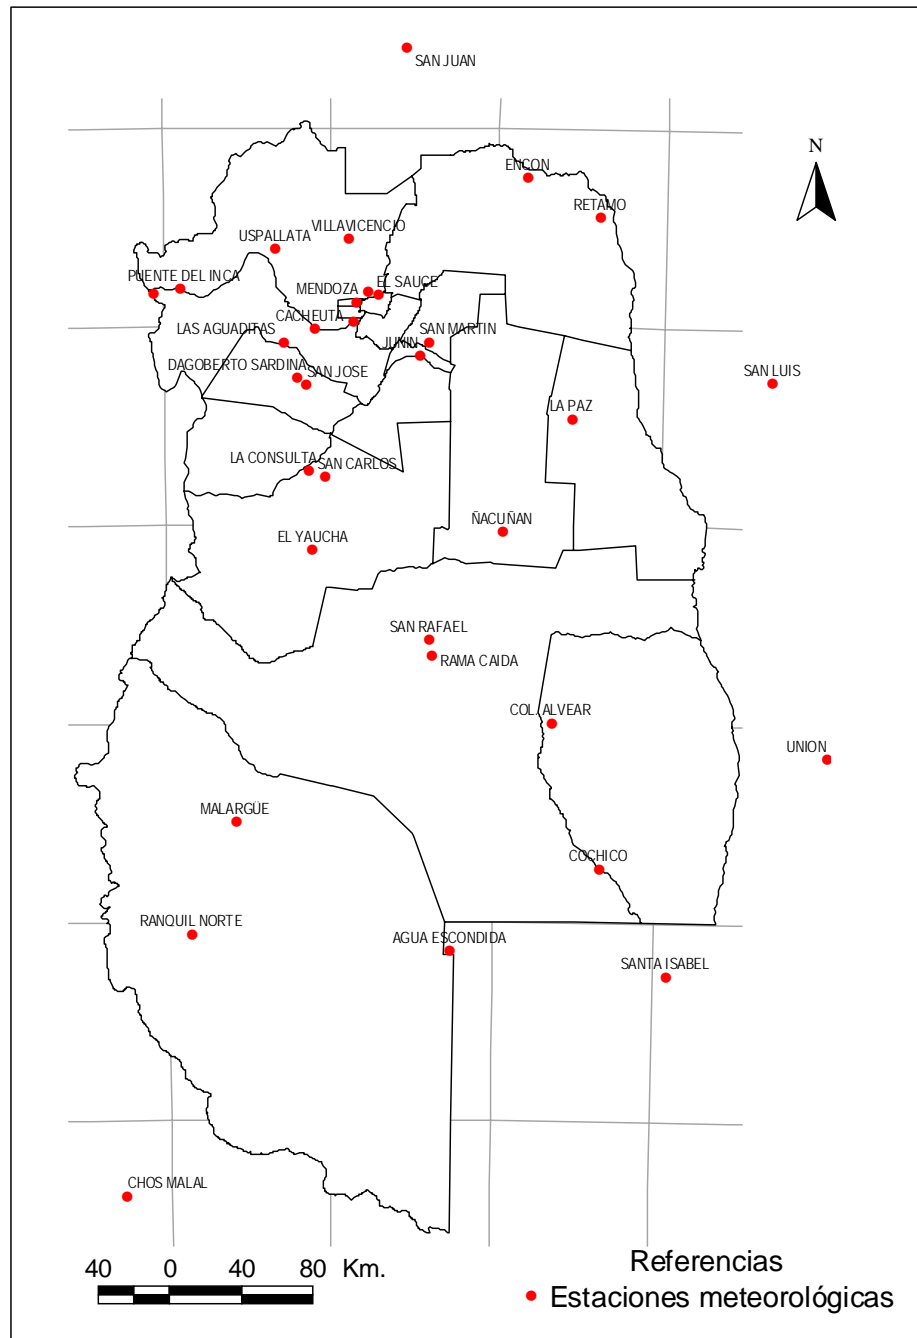 SAN JUAN
N
ENCON
RETAMO
VILLAVICENCIO
USPALLATA
PUENTE DEL INCA
EL SAUCE
MENDOZA
CACHEUTA
LAS AGUADITAS
SAN MARTIN
JUNIN
DAGOBERTO SARDINA
SAN JOSE
SAN LUIS
LA PAZ
LA CONSULTA
SAN CARLOS
ÑACUÑAN
EL YAUCHA
SAN RAFAEL
RAMA CAIDA
COL. ALVEAR
UNION
MALARGÜE
COCHICO
RANQUIL NORTE
AGUA ESCONDIDA
SANTA ISABEL
CHOS MALAL
40 0 40 80 Km.
Referencias
Estaciones meteorológicas